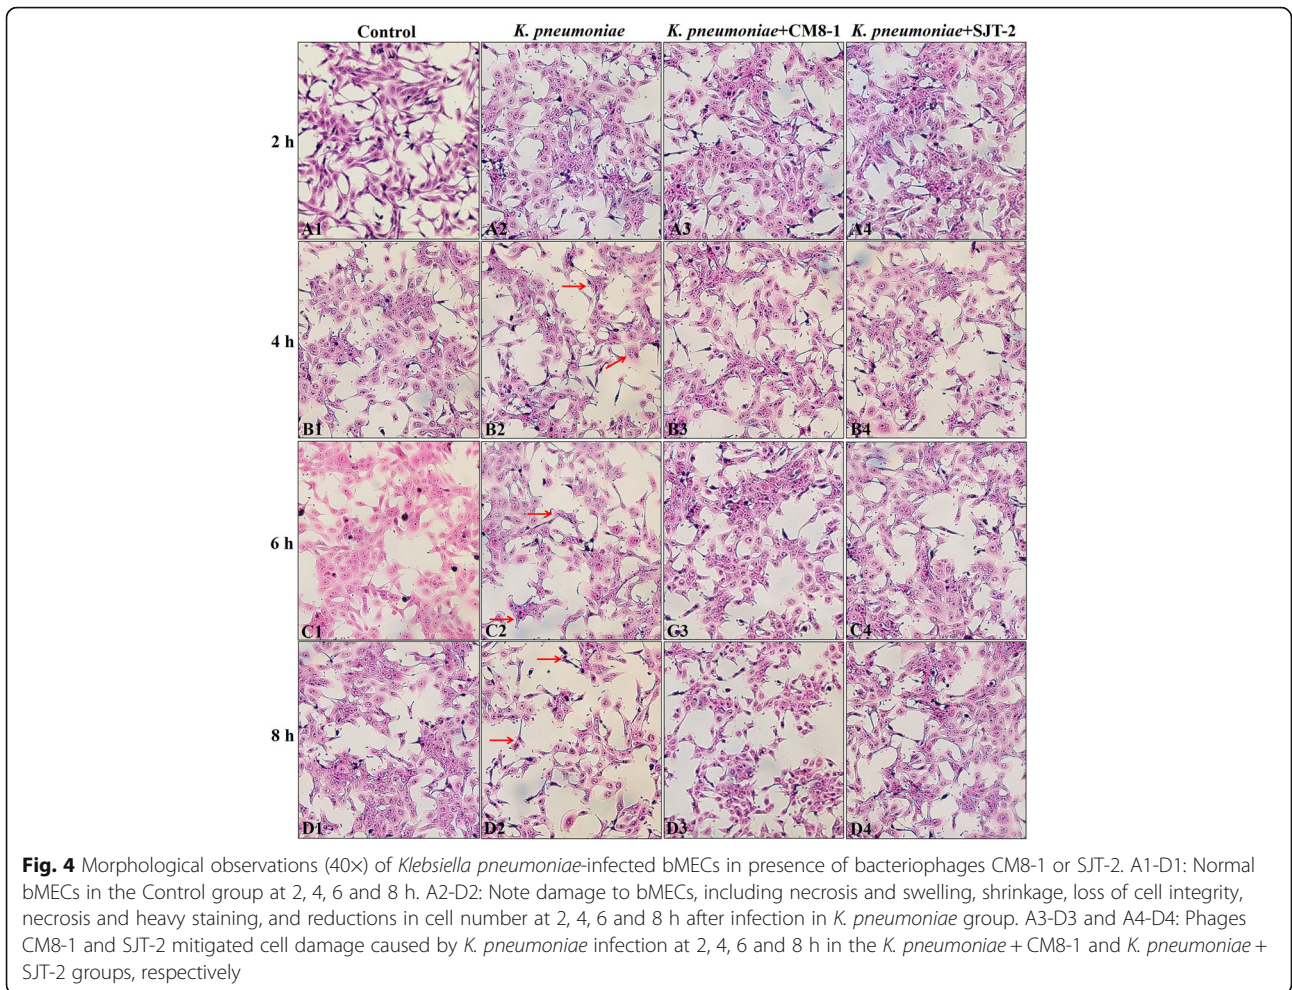 Control K. pneumoniae K. pneumoniae+CM8-1 K. pneumoniae+SJT-2
2 h
A1 A2 A3 A4
4 h
B1 B2 B3 B4
6 h
C1 C2 C3 C4
8 h
D1 D2 D3 D4
Fig. 4 Morphological observations (40×) of Klebsiella pneumoniae-infected bMECs in presence of bacteriophages CM8-1 or SJT-2. A1-D1: Normal
bMECs in the Control group at 2, 4, 6 and 8 h. A2-D2: Note damage to bMECs, including necrosis and swelling, shrinkage, loss of cell integrity,
necrosis and heavy staining, and reductions in cell number at 2, 4, 6 and 8 h after infection in K. pneumoniae group. A3-D3 and A4-D4: Phages
CM8-1 and SJT-2 mitigated cell damage caused by K. pneumoniae infection at 2, 4, 6 and 8 h in the K. pneumoniae + CM8-1 and K. pneumoniae +
SJT-2 groups, respectively